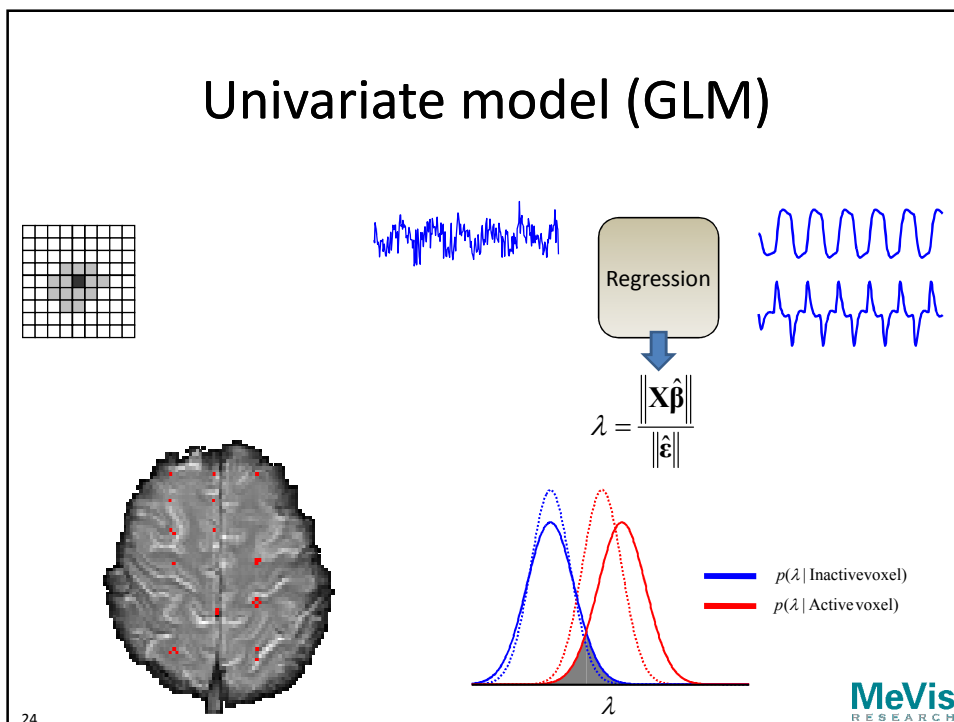 Univariate model (GLM)
Regression
λ = ‖Xβ̂‖ / ‖ε̂‖
p(λ | Inactivevoxel)
p(λ | Activevoxel)
λ
24
MeVis
RESEARCH